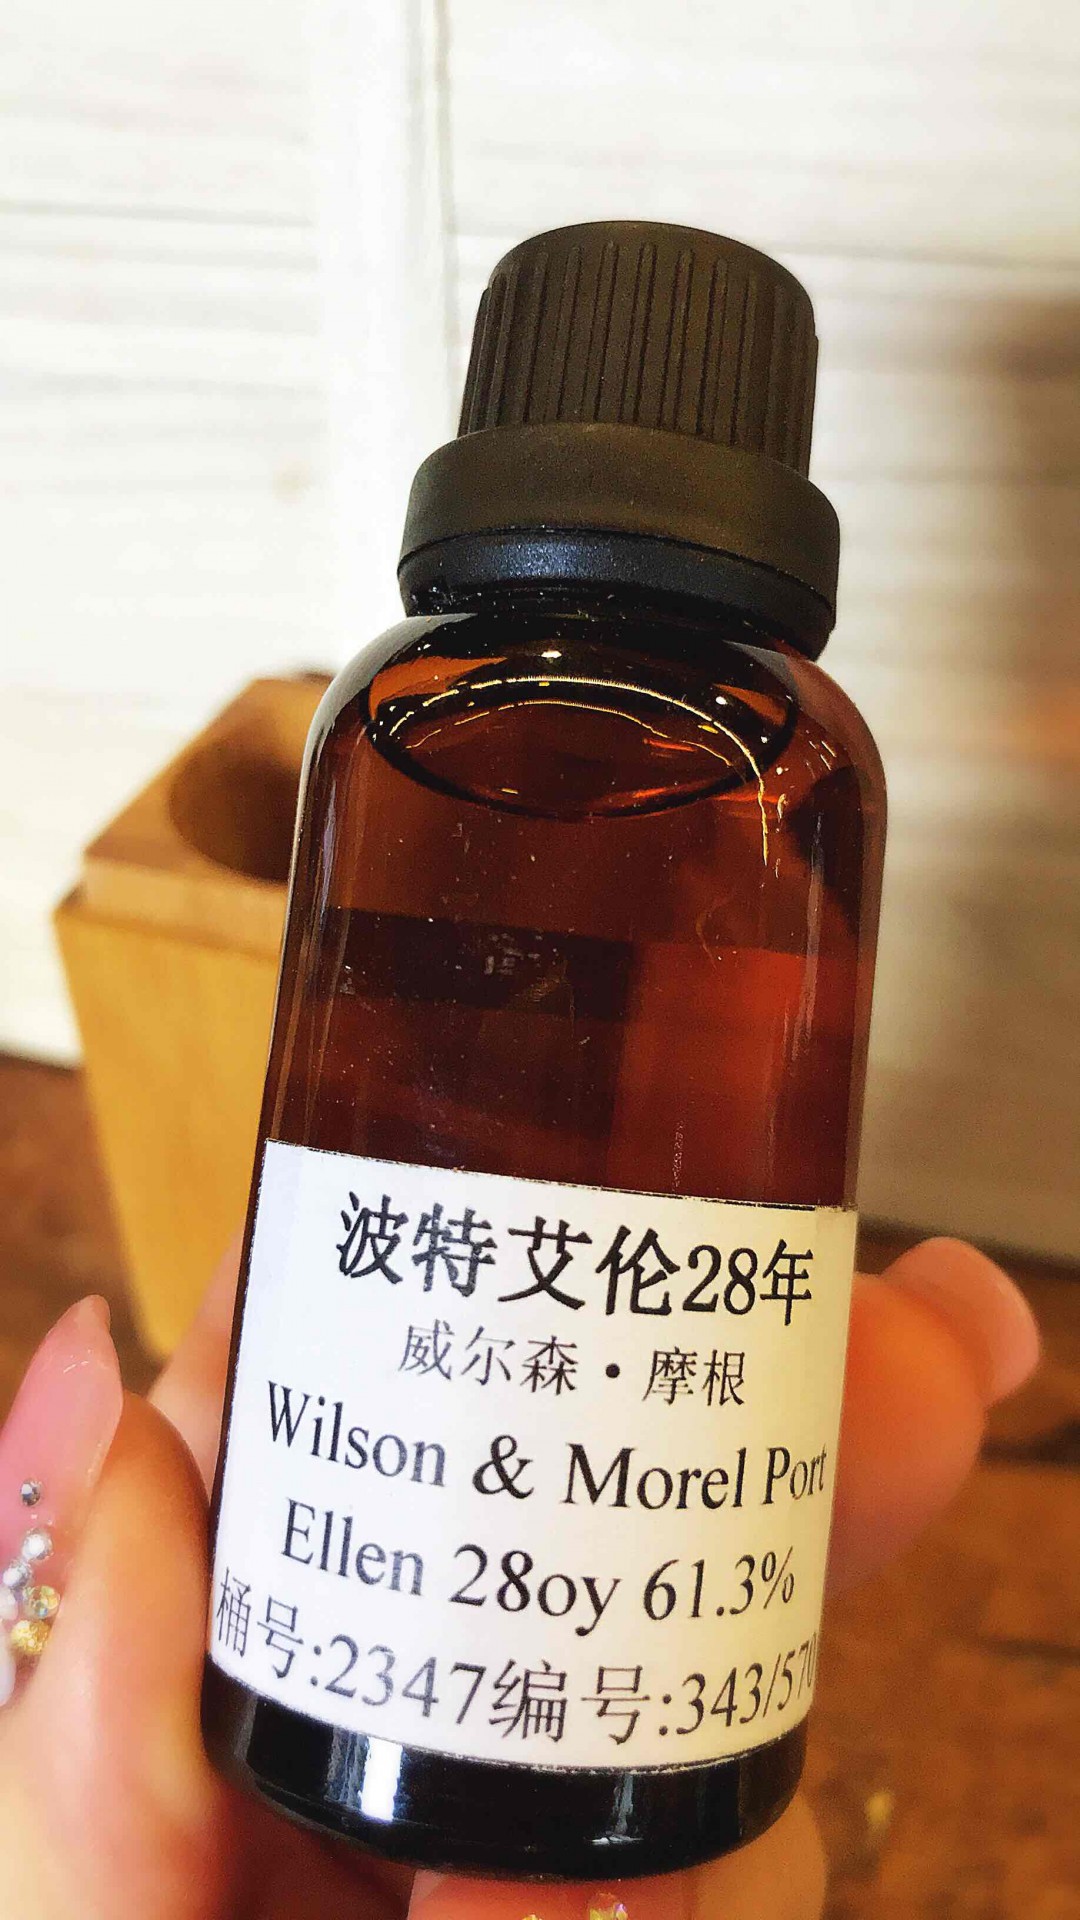 波特艾伦28年
威尔森·摩根
Wilson & Morel Port
Ellen 28oy 61.3%
桶号:2347编号:343/570